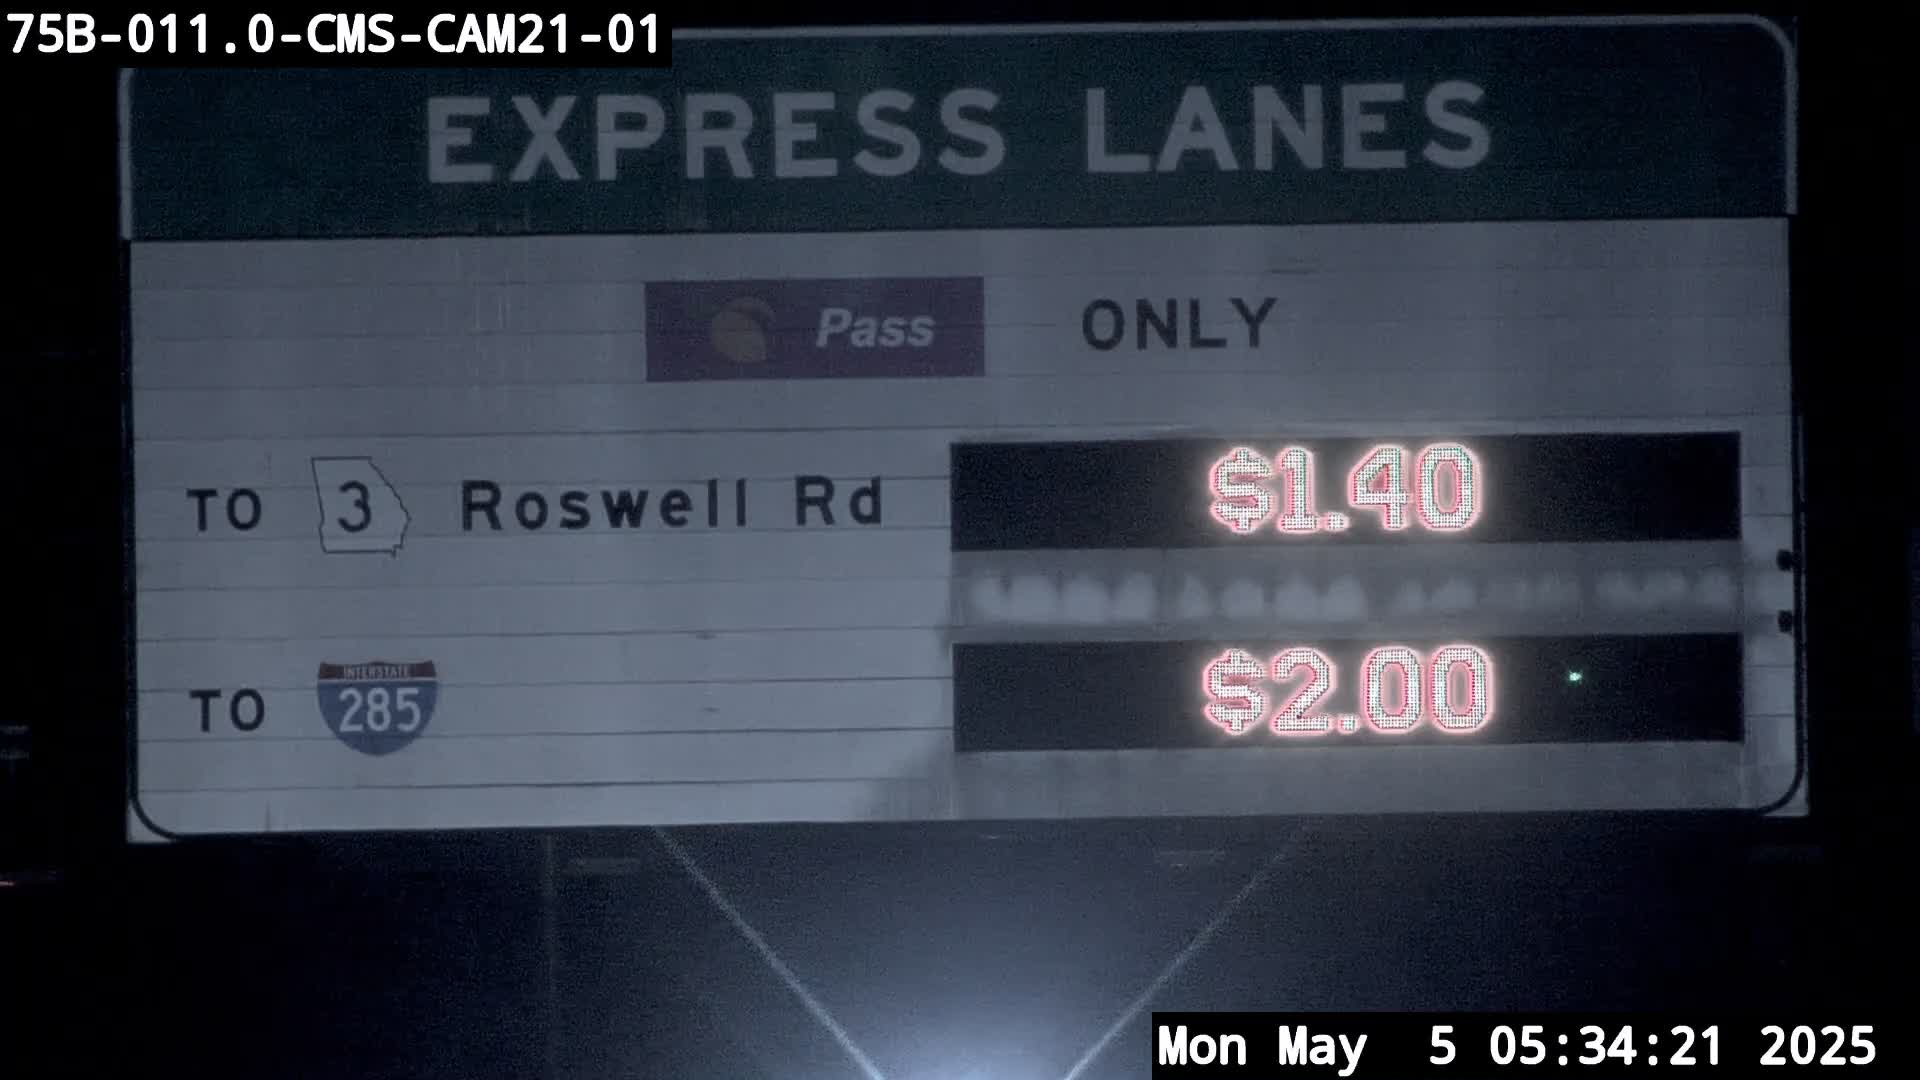 75B-011.0-CMS-CAM21-01
EXPRESS LANES
Pass ONLY
TO 3 Roswell Rd $1.40
TO INTERSTATE 285 $2.00
Mon May 5 05:34:21 2025